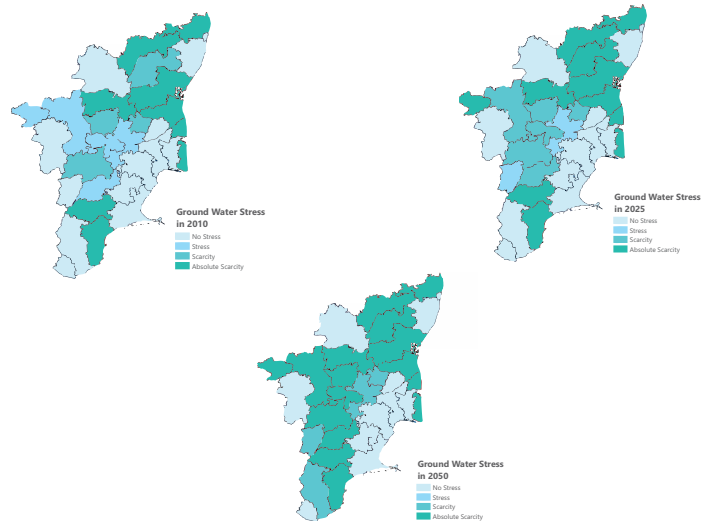 Ground Water Stress
in 2010
No Stress
Stress
Scarcity
Absolute Scarcity
Ground Water Stress
in 2025
No Stress
Stress
Scarcity
Absolute Scarcity
Ground Water Stress
in 2050
No Stress
Stress
Scarcity
Absolute Scarcity